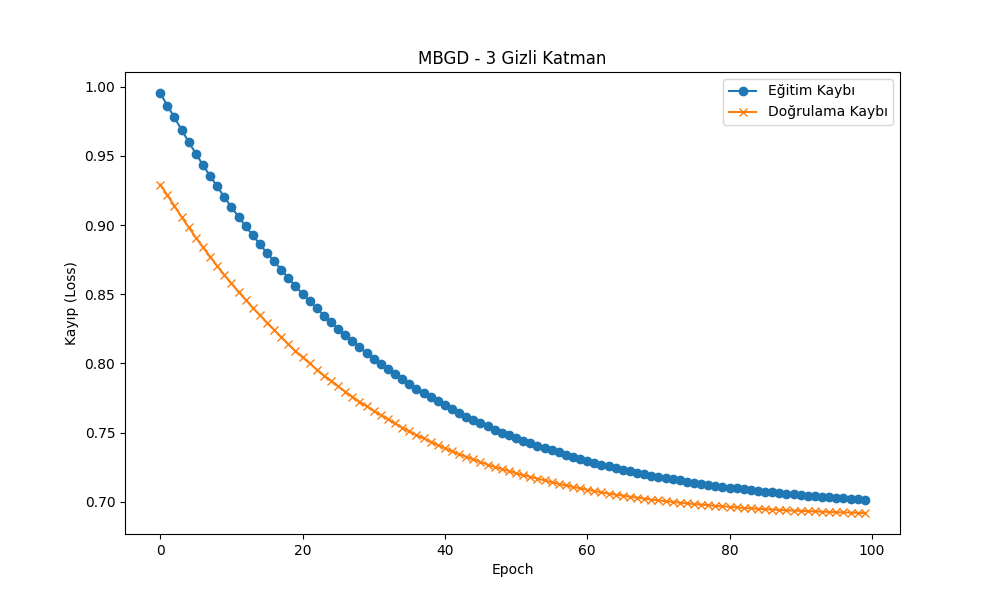 MBGD - 3 Gizli Katman
Eğitim Kaybı
Doğrulama Kaybı
Kayıp (Loss)
1.00
0.95
0.90
0.85
0.80
0.75
0.70
0 20 40 60 80 100
Epoch